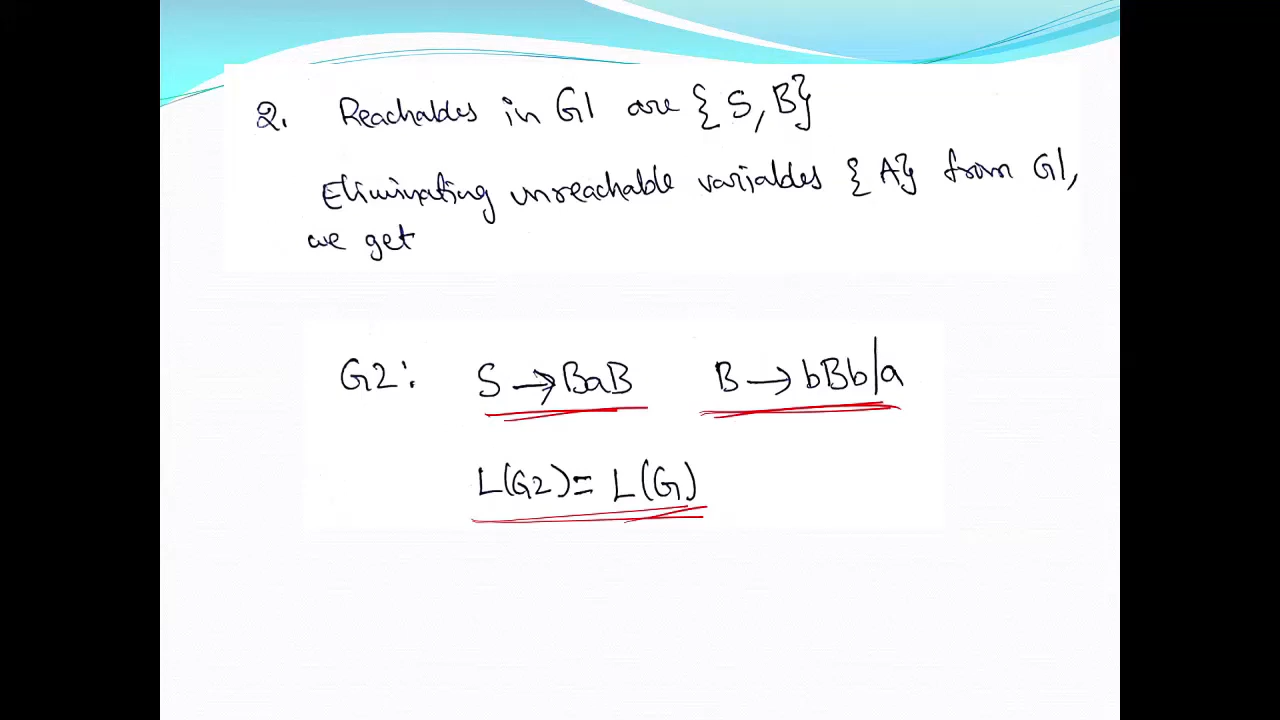 2. Reachables in G1 are {S, B}
Eliminating unreachable variables {A} from G1,
we get
G2: S → BaB B → bBb/a
L(G2) = L(G)